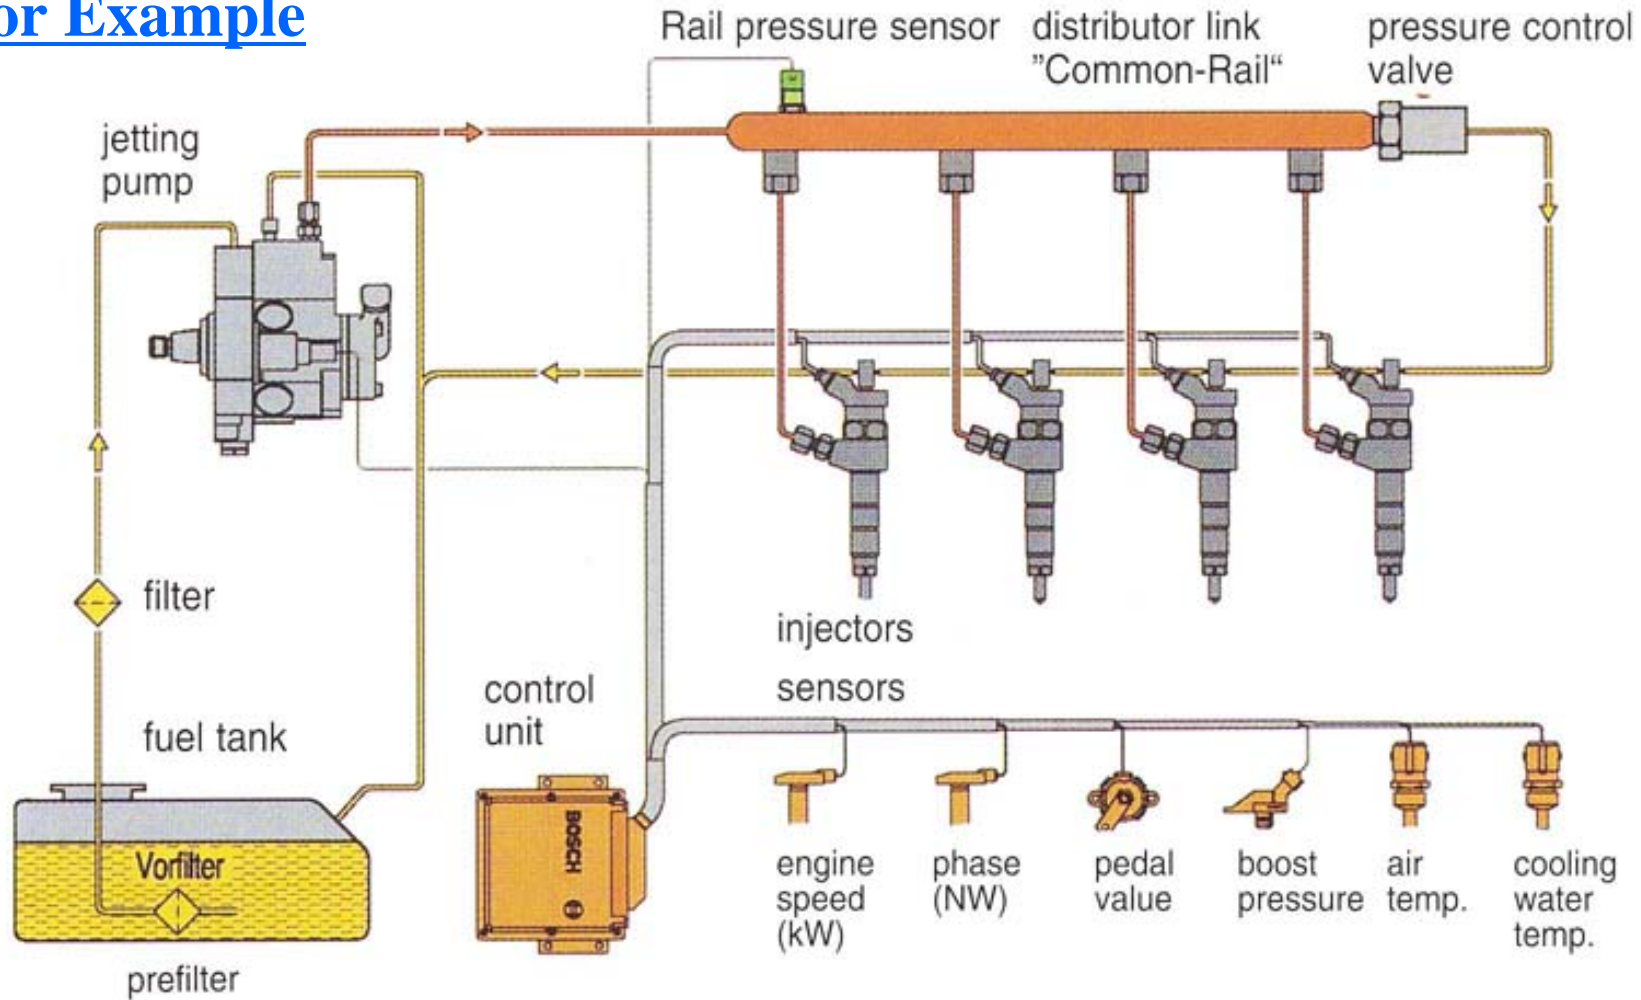 or Example
Rail pressure sensor
distributor link
”Common-Rail“
pressure control
valve
jetting
pump
filter
injectors
sensors
control
unit
fuel tank
BOSCH
Vorfilter
prefilter
engine
speed
(kW)
phase
(NW)
pedal
value
boost
pressure
air
temp.
cooling
water
temp.